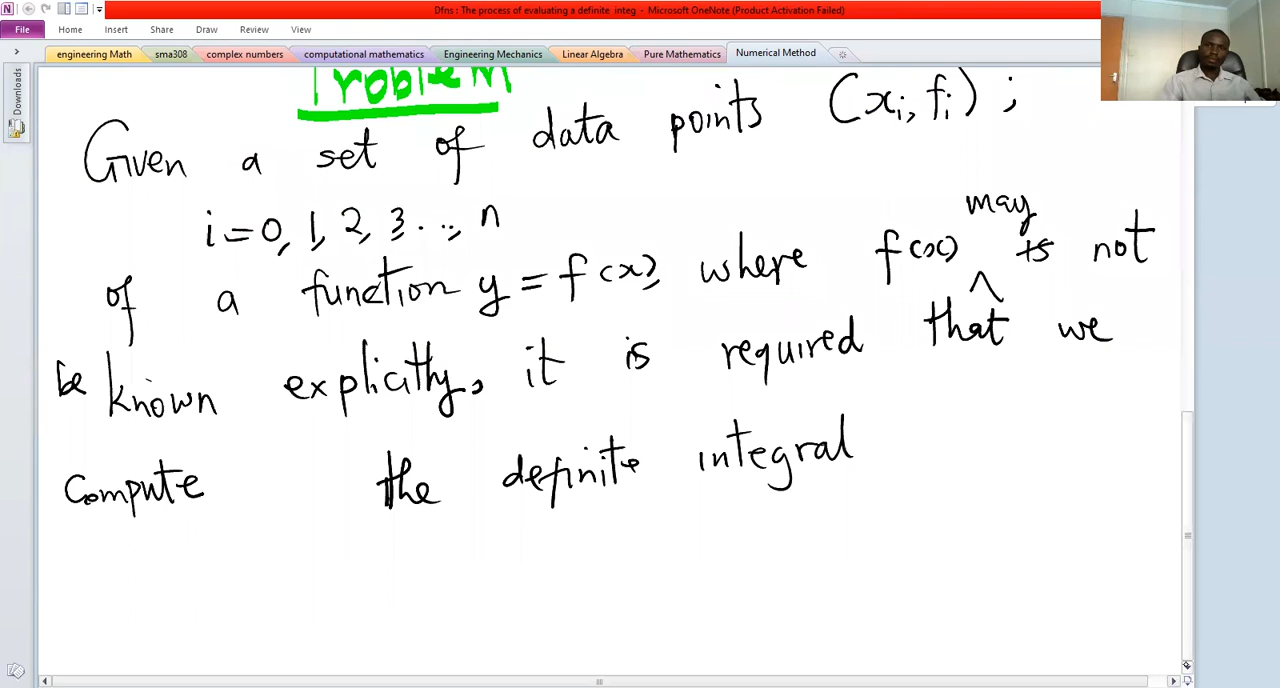 Dfns : The process of evaluating a definite integ - Microsoft OneNote (Product Activation Failed)
File Home Insert Share Draw Review View
engineering Math sma308 complex numbers computational mathematics Engineering Mechanics Linear Algebra Pure Mathematics Numerical Method
Downloads
Problem
Given a set of data points (xi, fi) ;
i = 0, 1, 2, 3 . . ., n
may
of a function y = f(x), where f(x) ^ is not
be known explicitly, it is required that we
Compute the definite integral